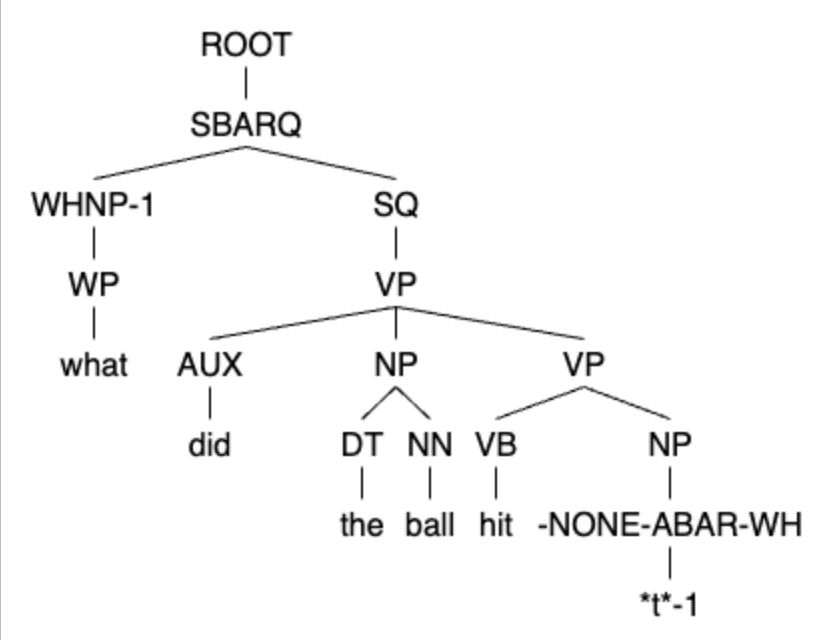 ROOT
SBARQ
WHNP-1 SQ
WP VP
what AUX NP VP
did DT NN VB NP
the ball hit -NONE-ABAR-WH
*t*-1